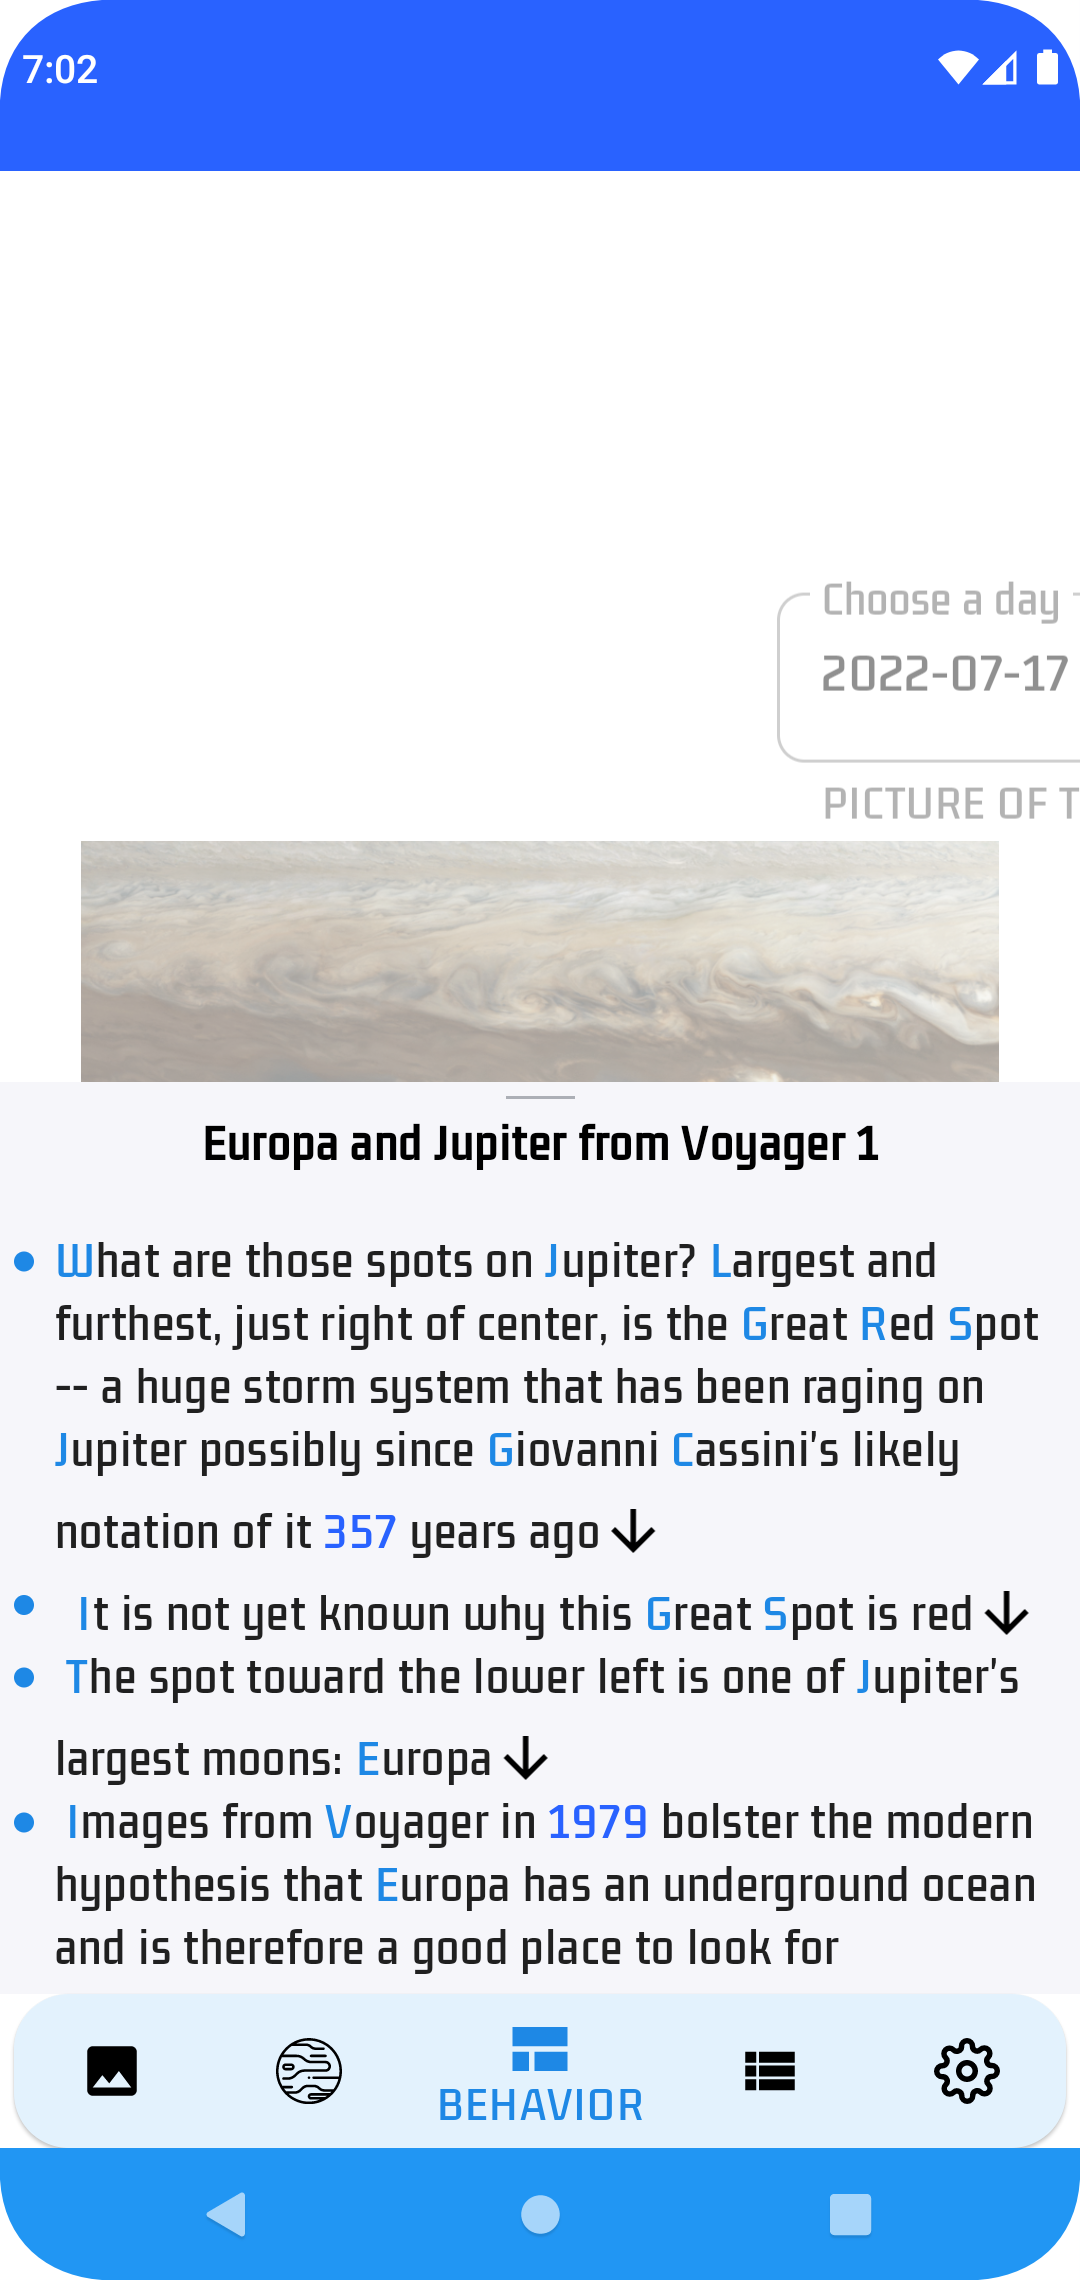 7:02
Choose a day
2022-07-17
PICTURE OF T
Europa and Jupiter from Voyager 1
What are those spots on Jupiter? Largest and
furthest, just right of center, is the Great Red Spot
-- a huge storm system that has been raging on
Jupiter possibly since Giovanni Cassini's likely
notation of it 357 years ago
It is not yet known why this Great Spot is red
The spot toward the lower left is one of Jupiter's
largest moons: Europa
Images from Voyager in 1979 bolster the modern
hypothesis that Europa has an underground ocean
and is therefore a good place to look for
BEHAVIOR